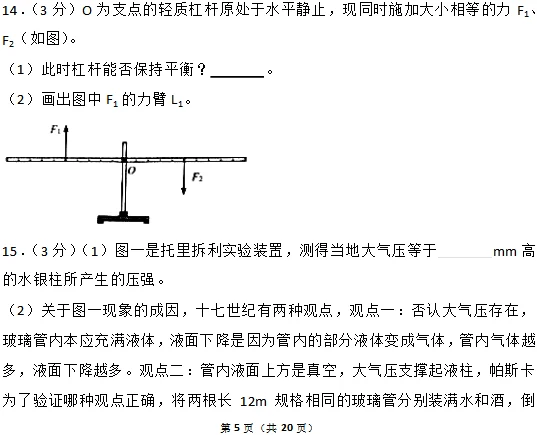 14.(3 分)O 为支点的轻质杠杆原处于水平静止，现同时施加大小相等的力 F₁、
F₂（如图）。
（1）此时杠杆能否保持平衡？_______ 。
（2）画出图中 F₁ 的力臂 L₁。
F₁
O
F₂
15.(3 分)（1）图一是托里拆利实验装置，测得当地大气压等于_______mm 高
的水银柱所产生的压强。
（2）关于图一现象的成因，十七世纪有两种观点，观点一：否认大气压存在，
玻璃管内本应充满液体，液面下降是因为管内的部分液体变成气体，管内气体越
多，液面下降越多。观点二：管内液面上方是真空，大气压支撑起液柱，帕斯卡
为了验证哪种观点正确，将两根长 12m 规格相同的玻璃管分别装满水和酒，倒
第 5 页（共 20 页）